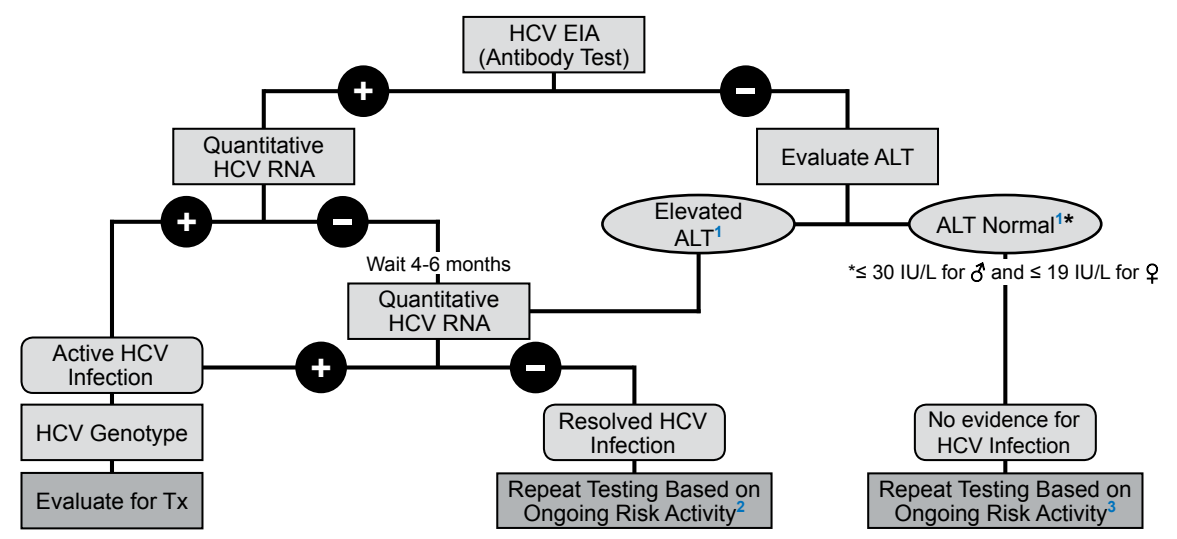 HCV EIA
(Antibody Test)
+
−
Quantitative
HCV RNA
Evaluate ALT
+
−
Elevated
ALT1
ALT Normal1*
Wait 4-6 months
*≤ 30 IU/L for ♂ and ≤ 19 IU/L for ♀
Quantitative
HCV RNA
Active HCV
Infection
+
−
HCV Genotype
Resolved HCV
Infection
No evidence for
HCV Infection
Evaluate for Tx
Repeat Testing Based on
Ongoing Risk Activity2
Repeat Testing Based on
Ongoing Risk Activity3